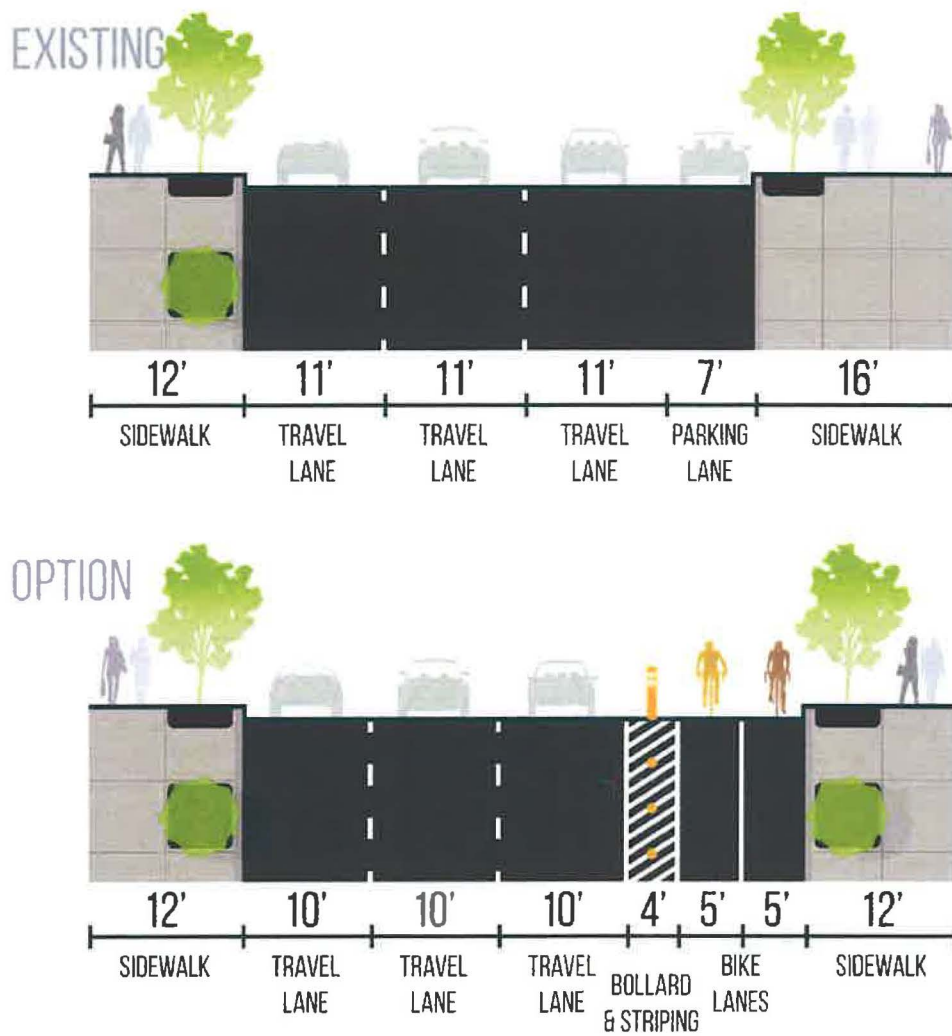 EXISTING
12' 11' 11' 11' 7' 16'
SIDEWALK TRAVEL TRAVEL TRAVEL PARKING SIDEWALK
LANE LANE LANE LANE
OPTION
12' 10' 10' 10' 4' 5' 5' 12'
SIDEWALK TRAVEL TRAVEL TRAVEL BOLLARD BIKE SIDEWALK
LANE LANE LANE & STRIPING LANES